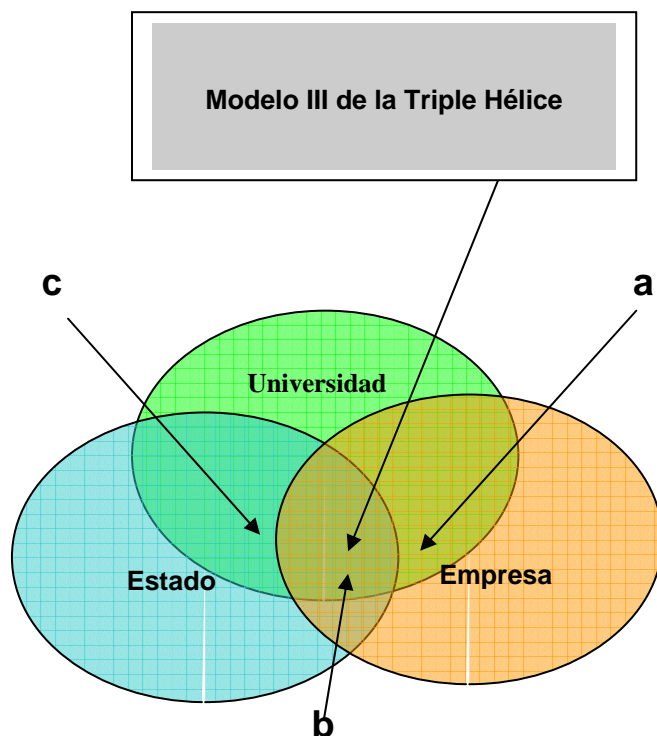 Modelo III de la Triple Hélice
c
a
Universidad
Estado
Empresa
b